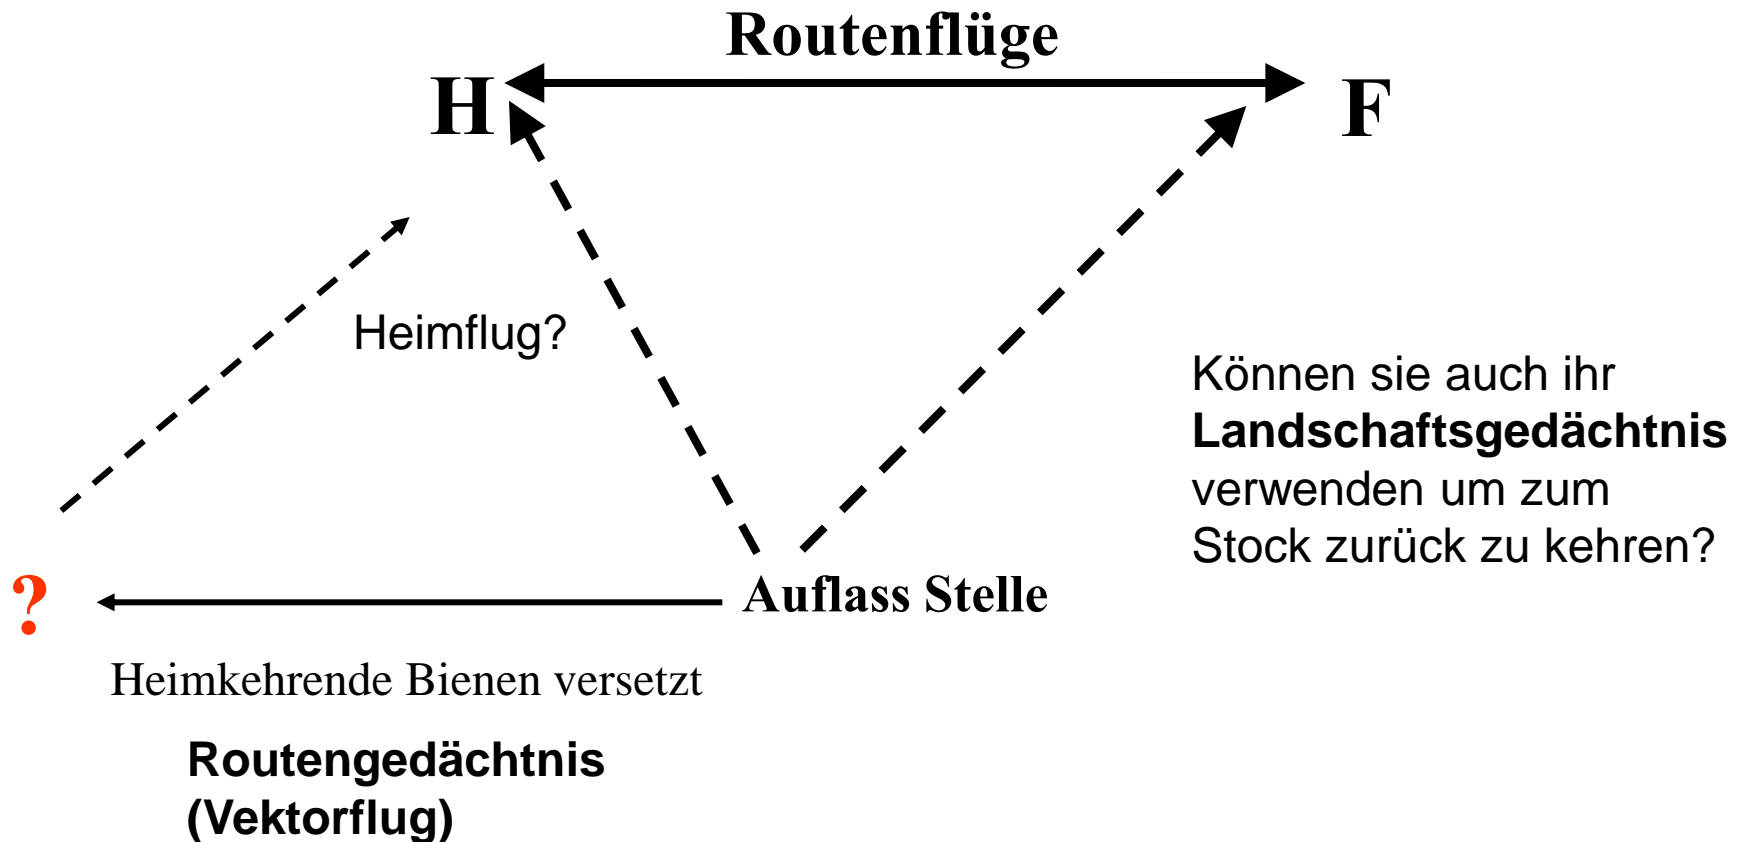 Routenflüge
H
F
Heimflug?
Können sie auch ihr
Landschaftsgedächtnis
verwenden um zum
Stock zurück zu kehren?
?
Auflass Stelle
Heimkehrende Bienen versetzt
Routengedächtnis
(Vektorflug)